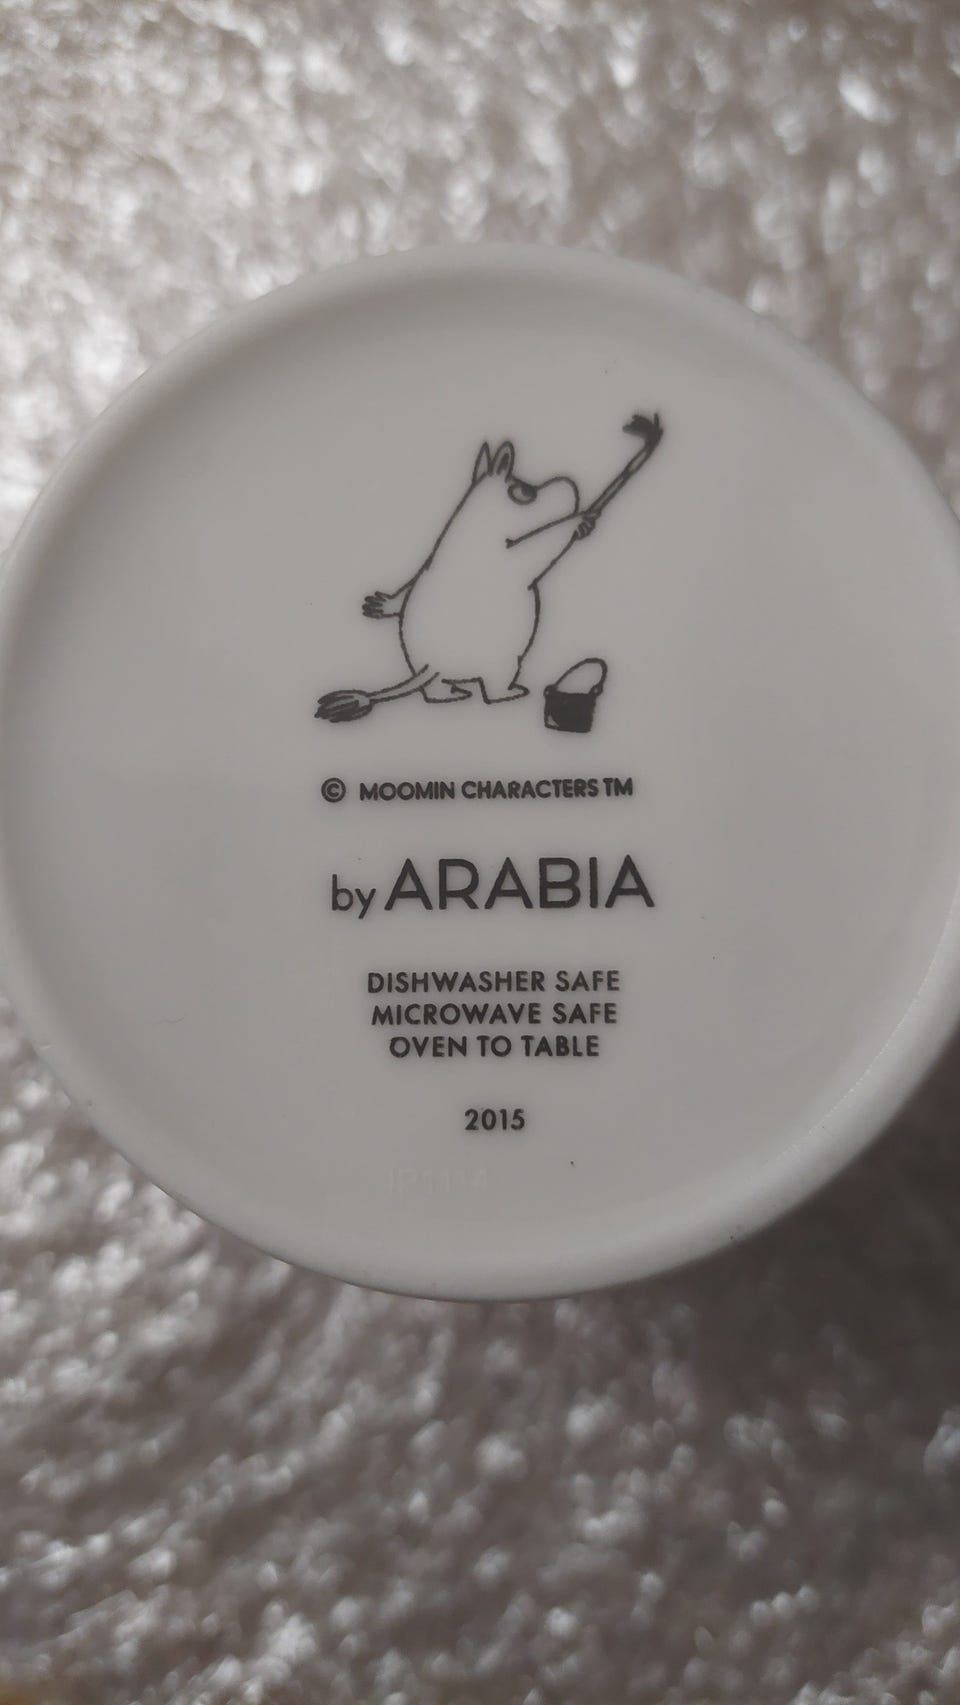 © MOOMIN CHARACTERS TM
by ARABIA
DISHWASHER SAFE
MICROWAVE SAFE
OVEN TO TABLE
2015